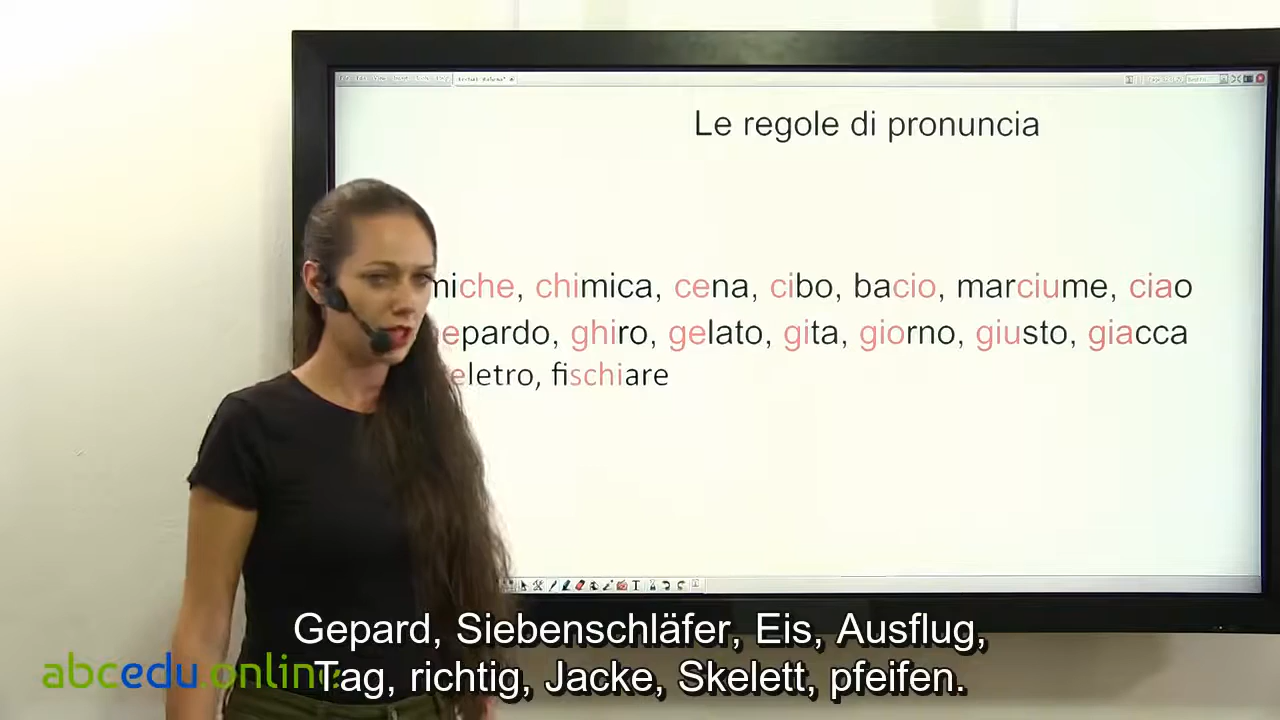 Le regole di pronuncia
miche, chimica, cena, cibo, bacio, marciume, ciao
epardo, ghiro, gelato, gita, giorno, giusto, giacca
eletro, fischiare
Gepard, Siebenschläfer, Eis, Ausflug,
abcedu.online
Tag, richtig, Jacke, Skelett, pfeifen.